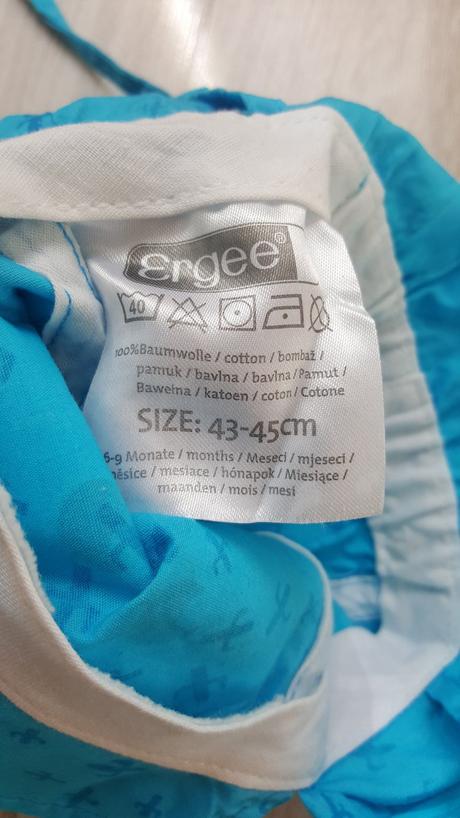 ergee®
40
100% Baumwolle / cotton / bombaž /
pamuk / bavlna / bavlna / Pamut /
Bawełna / katoen / coton / Cotone
SIZE: 43-45cm
6-9 Monate / months / Meseci / mjeseci /
měsice / mesiace / hónapok / Miesiące /
maanden / mois / mesi